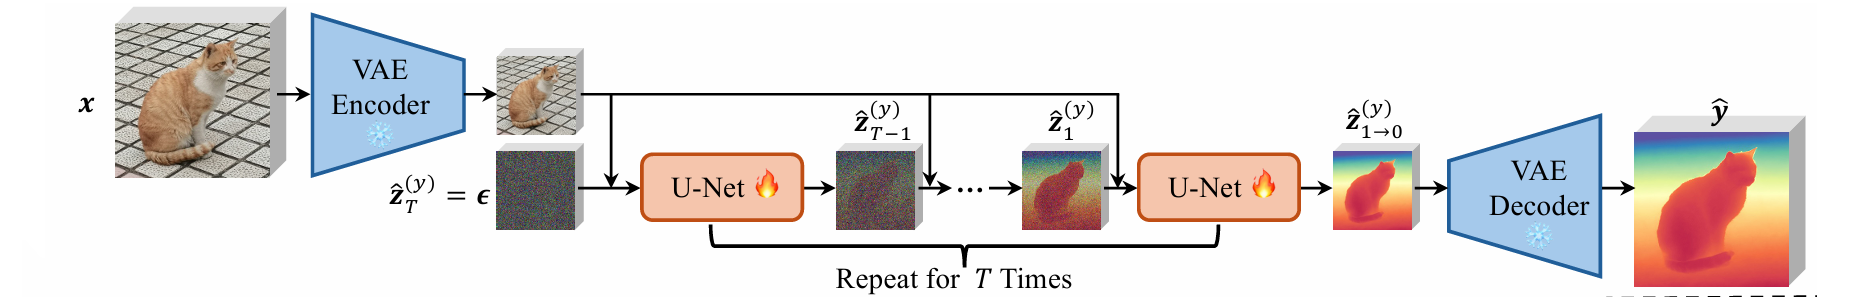 x
VAE
Encoder
ẑ_T^(y) = ϵ
U-Net
ẑ_{T−1}^(y)
...
ẑ_1^(y)
U-Net
ẑ_{1→0}^(y)
VAE
Decoder
ŷ
Repeat for T Times